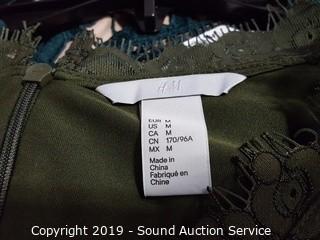 H&M
EUR M
US M
CA M
CN 170/96A
MX M
Made in
China
Fabriqué en
Chine
Copyright 2019 - Sound Auction Service